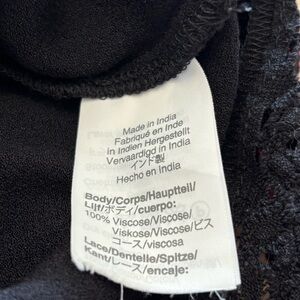 Made in India
Fabriqué en Inde
in Indien Hergestellt
Vervaardigd in India
インド製
Hecho en India
Body/Corps/Hauptteil/
Lijf/ボディ/cuerpo:
100% Viscose/Viscose/
Viskose/Viscose/ビス
コース/viscosa
Lace/Dentelle/Spitze/
Kant/レース/encaje: